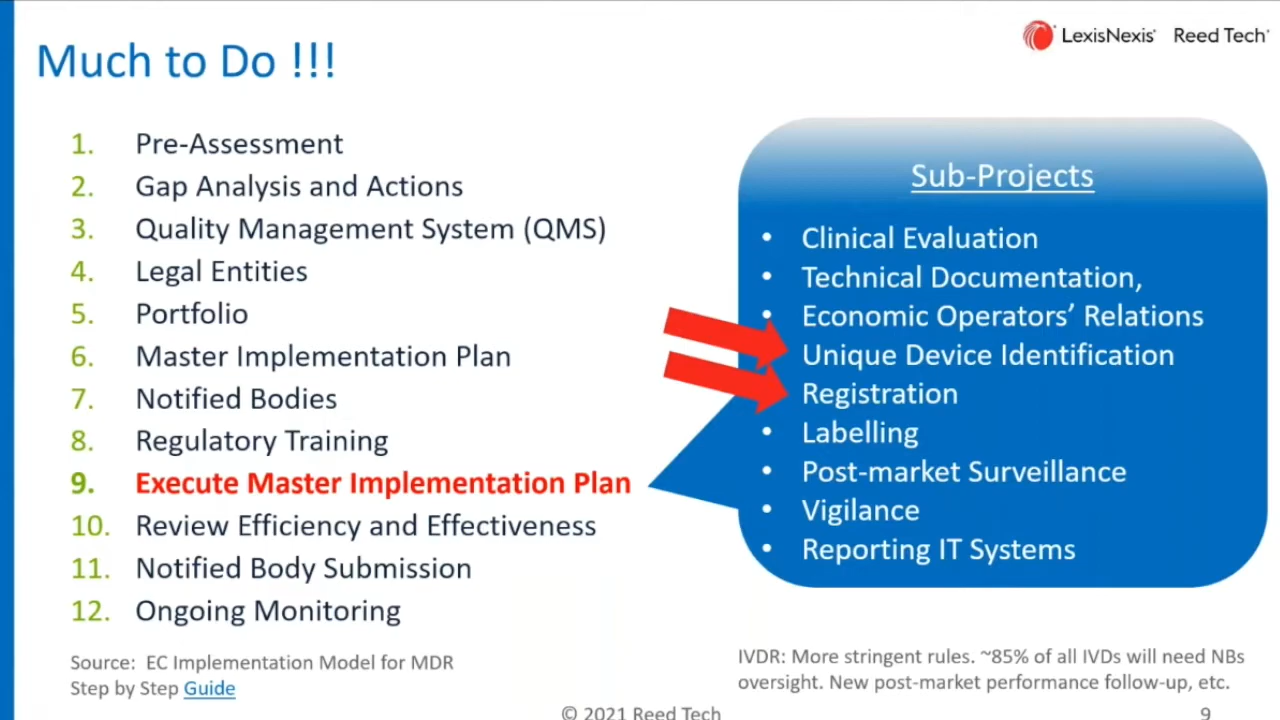 LexisNexis® Reed Tech®
Much to Do !!!
1. Pre-Assessment
2. Gap Analysis and Actions
3. Quality Management System (QMS)
4. Legal Entities
5. Portfolio
6. Master Implementation Plan
7. Notified Bodies
8. Regulatory Training
9. Execute Master Implementation Plan
10. Review Efficiency and Effectiveness
11. Notified Body Submission
12. Ongoing Monitoring
Sub-Projects
• Clinical Evaluation
• Technical Documentation,
• Economic Operators’ Relations
Unique Device Identification
Registration
• Labelling
• Post-market Surveillance
• Vigilance
• Reporting IT Systems
Source: EC Implementation Model for MDR
Step by Step Guide
IVDR: More stringent rules. ~85% of all IVDs will need NBs
oversight. New post-market performance follow-up, etc.
© 2021 Reed Tech
9